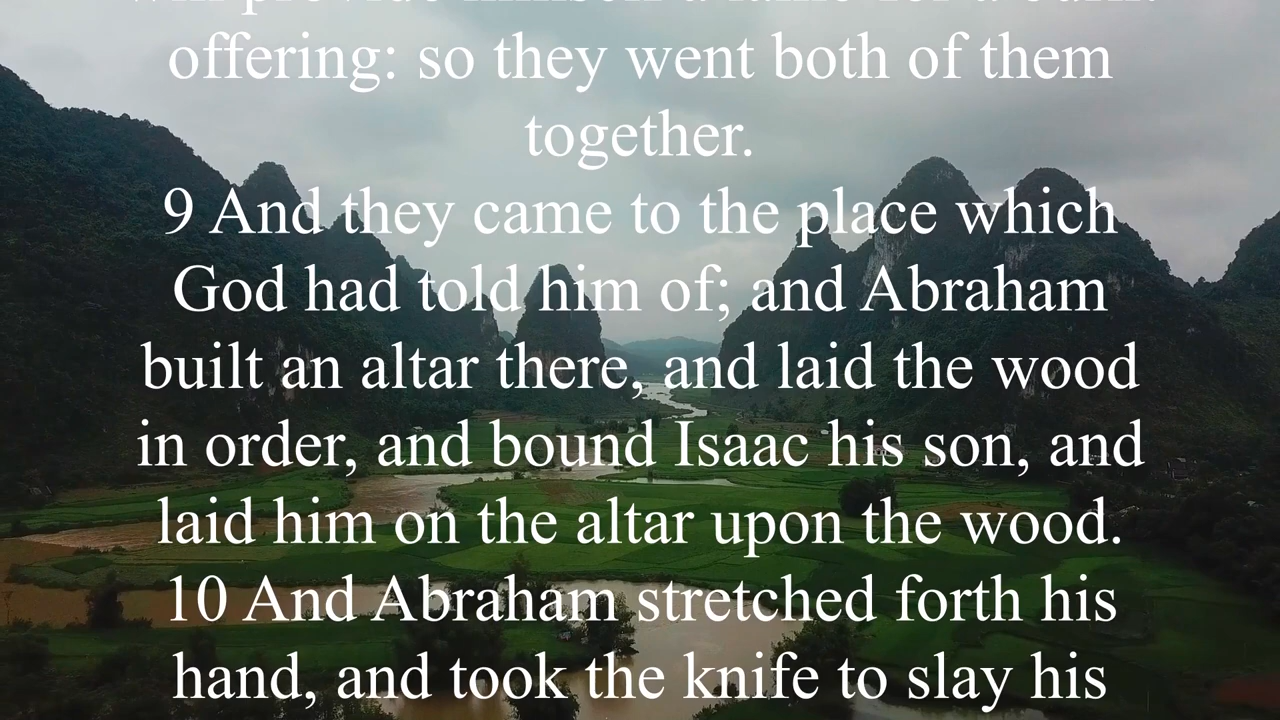 offering: so they went both of them
together.
9 And they came to the place which
God had told him of; and Abraham
built an altar there, and laid the wood
in order, and bound Isaac his son, and
laid him on the altar upon the wood.
10 And Abraham stretched forth his
hand, and took the knife to slay his